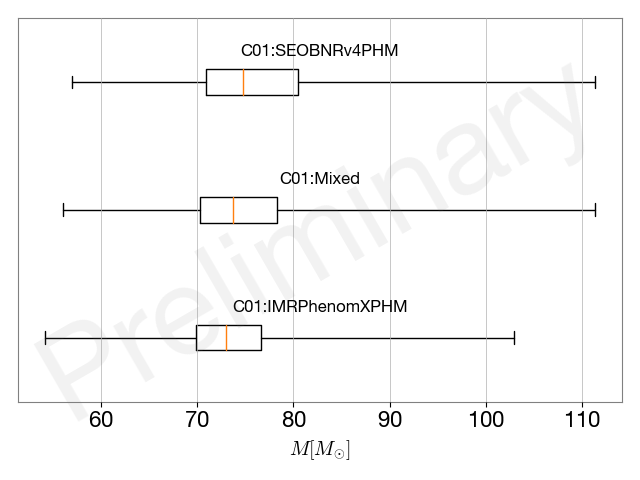 C01:SEOBNRv4PHM
C01:Mixed
C01:IMRPhenomXPHM
Preliminary
60 70 80 90 100 110
M[M⊙]